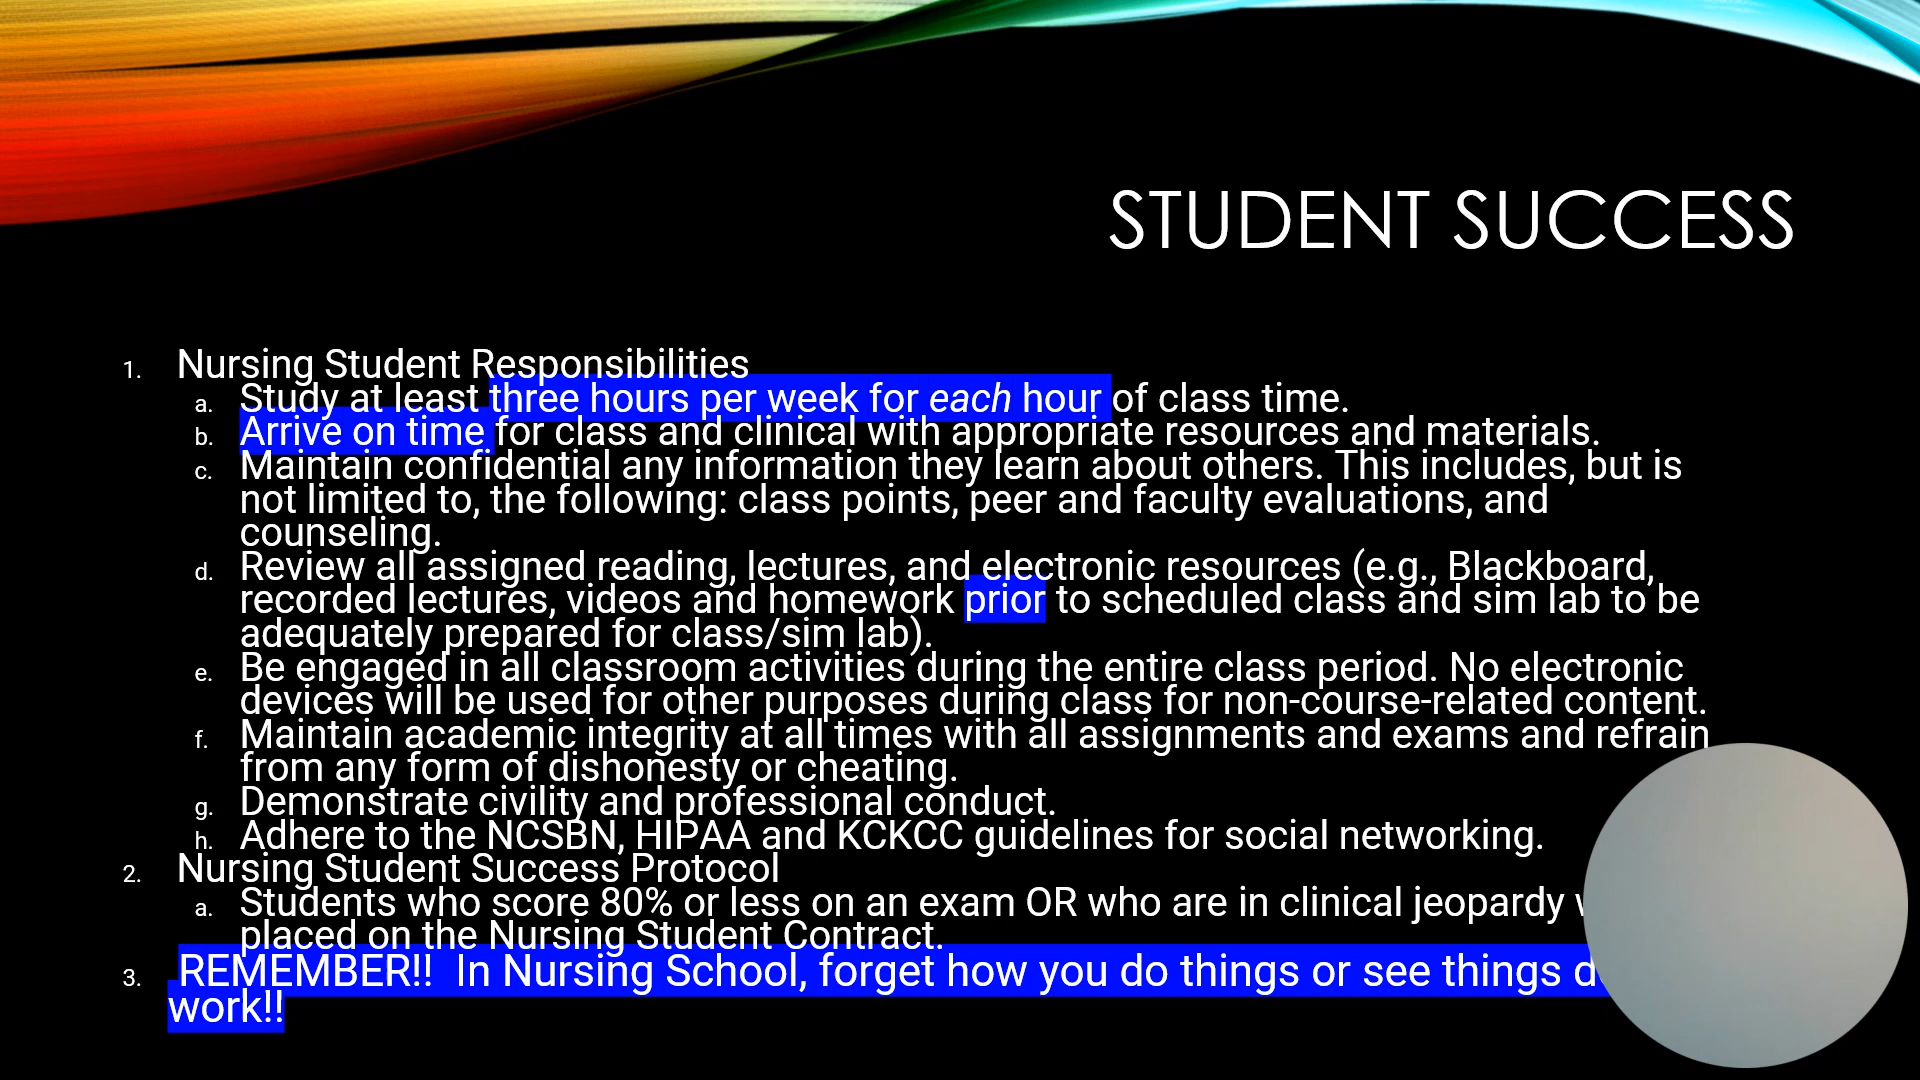 STUDENT SUCCESS
1. Nursing Student Responsibilities
a. Study at least three hours per week for each hour of class time.
b. Arrive on time for class and clinical with appropriate resources and materials.
c. Maintain confidential any information they learn about others. This includes, but is
not limited to, the following: class points, peer and faculty evaluations, and
counseling.
d. Review all assigned reading, lectures, and electronic resources (e.g., Blackboard,
recorded lectures, videos and homework prior to scheduled class and sim lab to be
adequately prepared for class/sim lab).
e. Be engaged in all classroom activities during the entire class period. No electronic
devices will be used for other purposes during class for non-course-related content.
f. Maintain academic integrity at all times with all assignments and exams and refrain
from any form of dishonesty or cheating.
g. Demonstrate civility and professional conduct.
h. Adhere to the NCSBN, HIPAA and KCKCC guidelines for social networking.
2. Nursing Student Success Protocol
a. Students who score 80% or less on an exam OR who are in clinical jeopardy
placed on the Nursing Student Contract.
3. REMEMBER!! In Nursing School, forget how you do things or see things
work!!